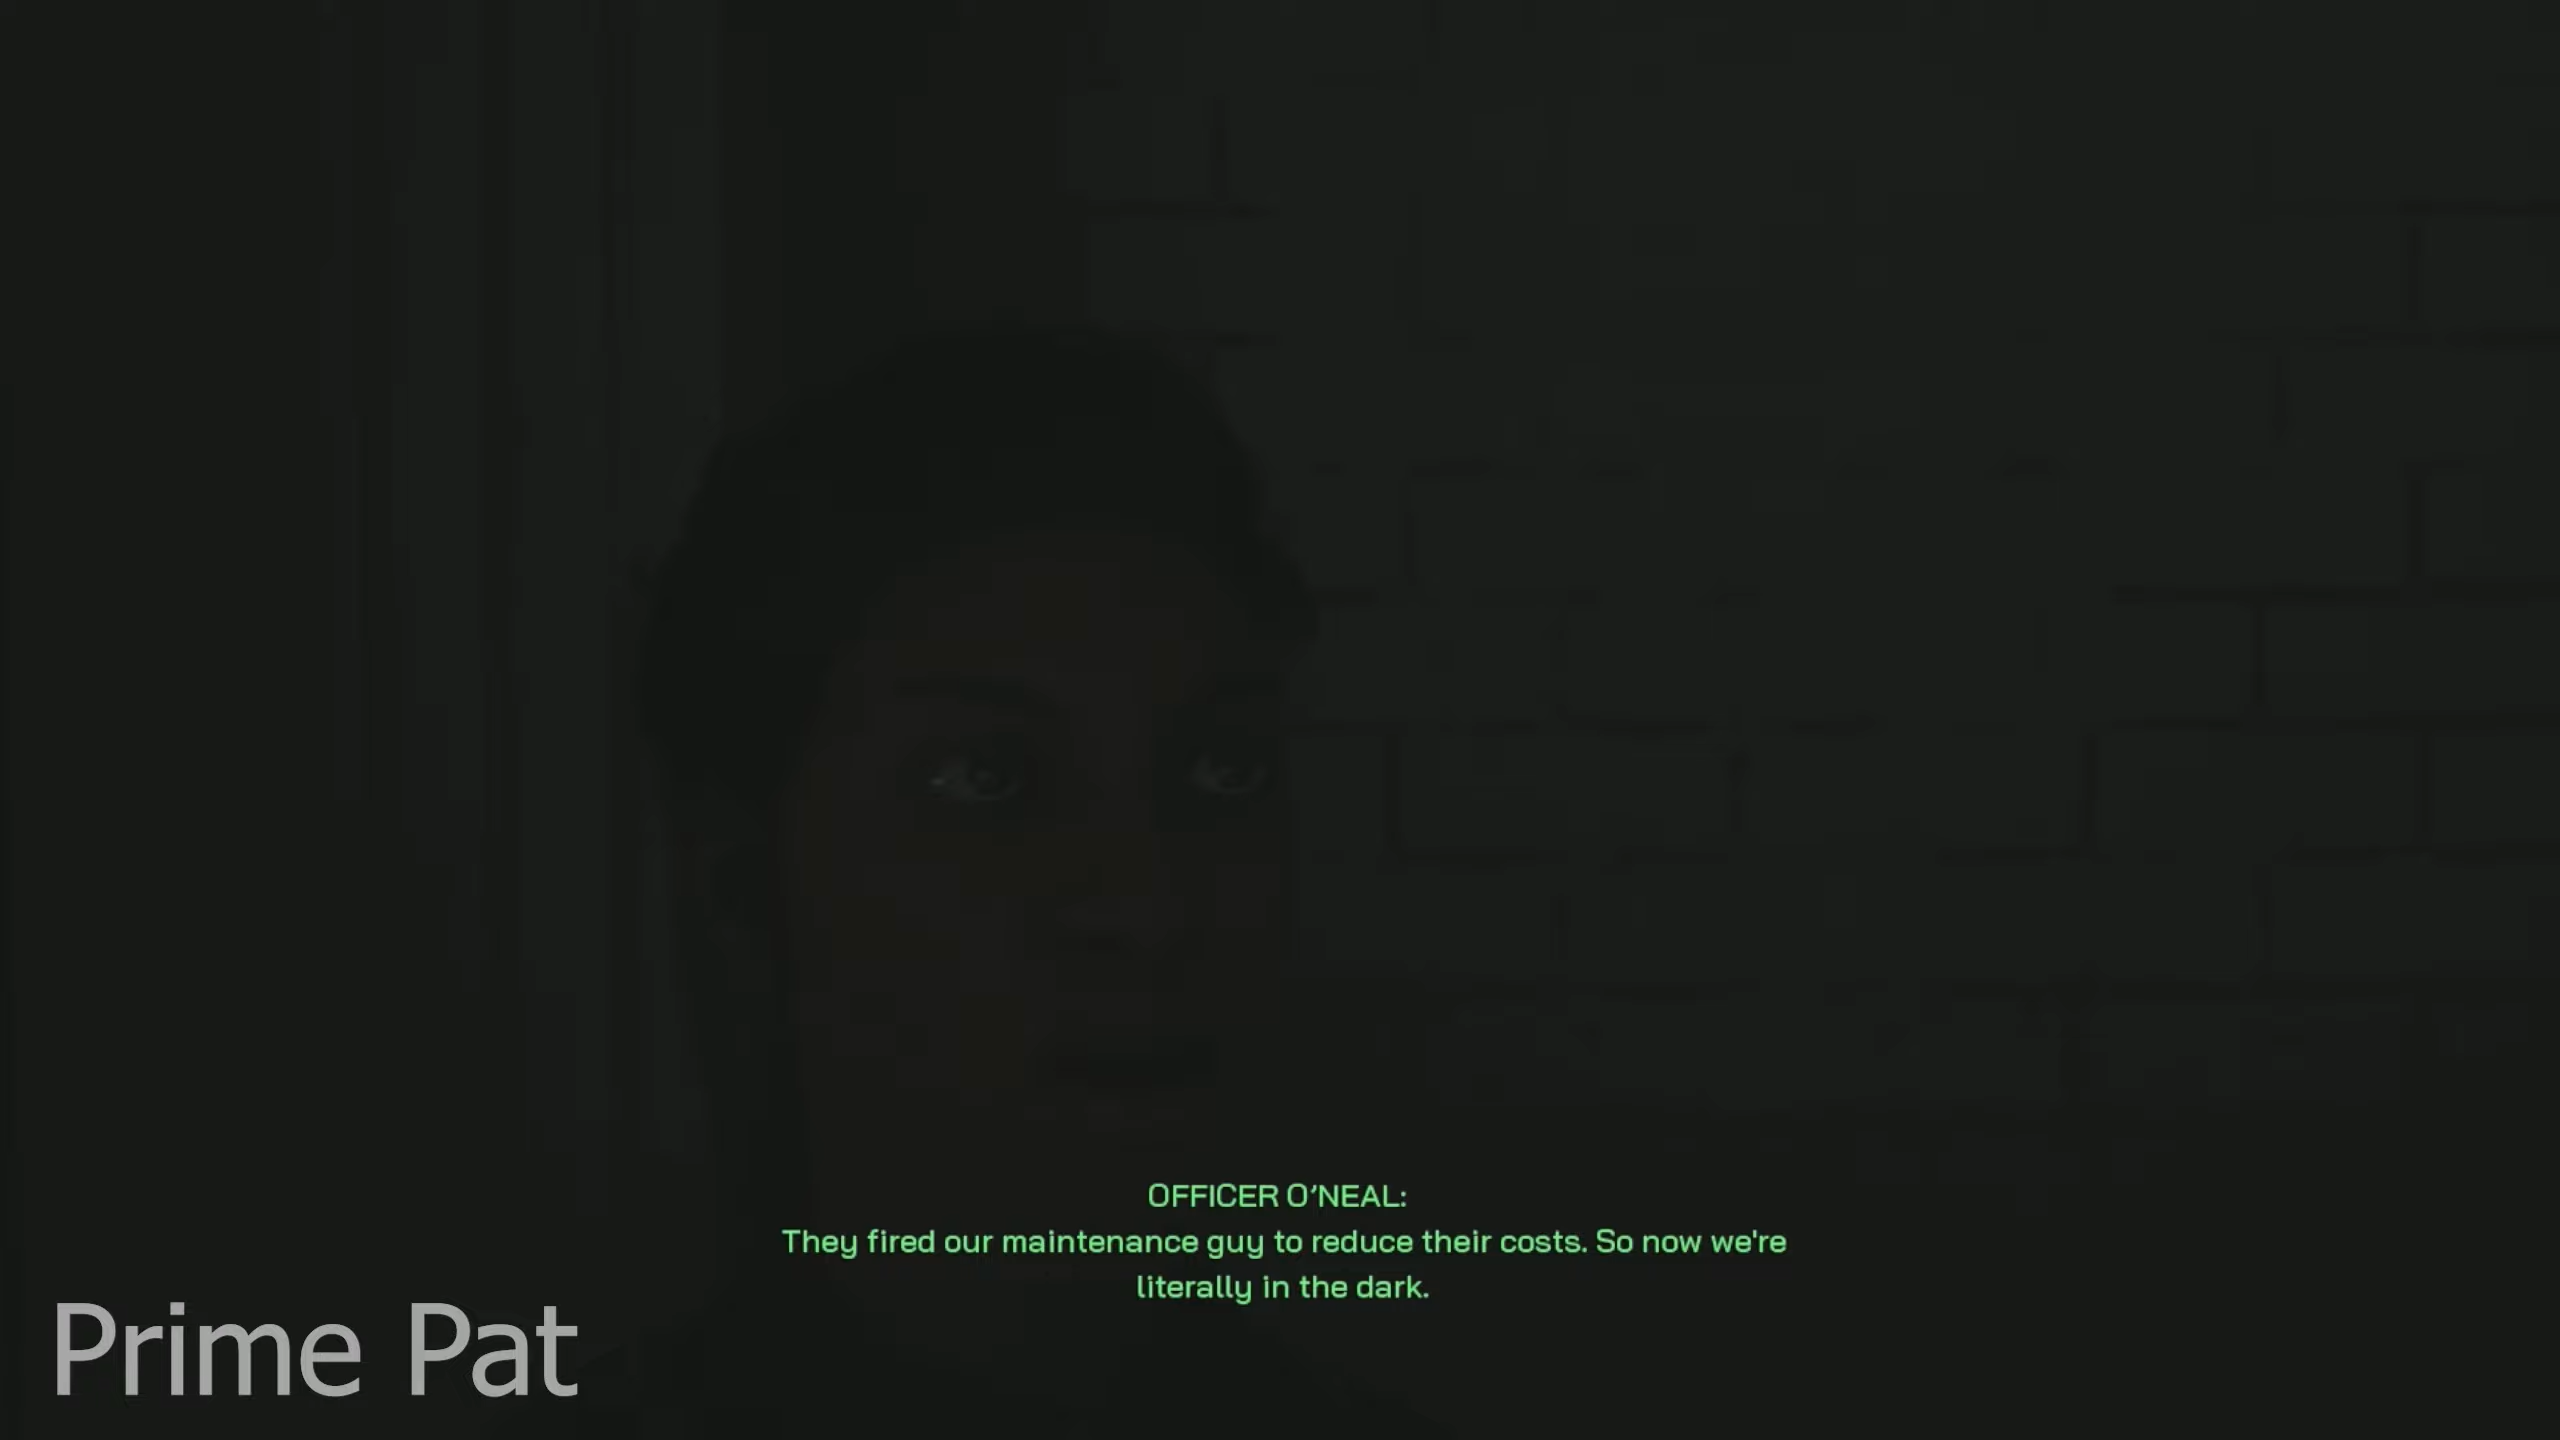 OFFICER O'NEAL:
They fired our maintenance guy to reduce their costs. So now we're
literally in the dark.
Prime Pat